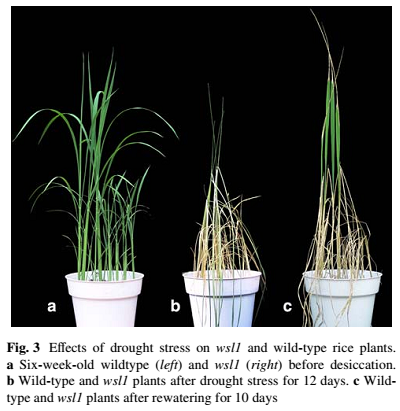 a
b
c
Fig. 3 Effects of drought stress on wsl1 and wild-type rice plants.
a Six-week-old wildtype (left) and wsl1 (right) before desiccation.
b Wild-type and wsl1 plants after drought stress for 12 days. c Wild-
type and wsl1 plants after rewatering for 10 days